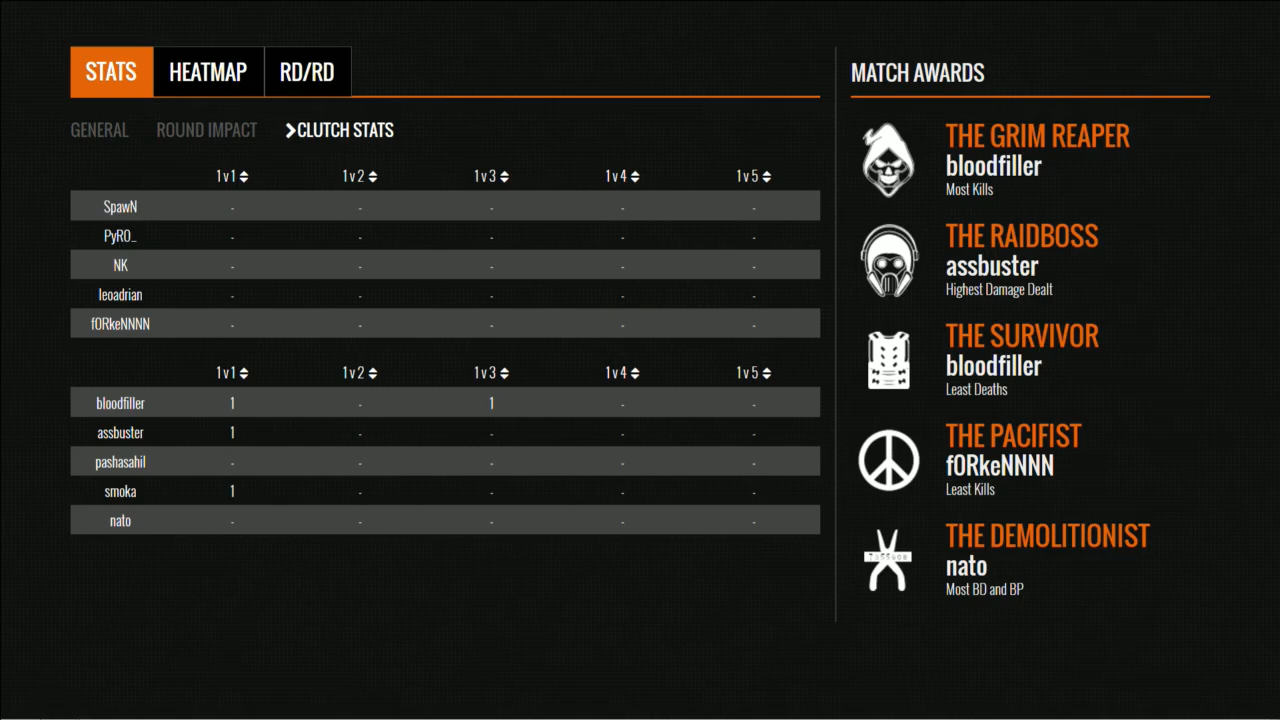 STATS HEATMAP RD/RD
GENERAL ROUND IMPACT CLUTCH STATS
1v1 1v2 1v3 1v4 1v5
SpawN - - - - -
PyRO_ - - - - -
NK - - - - -
leoadrian - - - - -
fORkeNNNN - - - - -
1v1 1v2 1v3 1v4 1v5
bloodfiller 1 - 1 - -
assbuster 1 - - - -
pashasahil - - - - -
smoka 1 - - - -
nato - - - - -
MATCH AWARDS
THE GRIM REAPER
bloodfiller
Most Kills
THE RAIDBOSS
assbuster
Highest Damage Dealt
THE SURVIVOR
bloodfiller
Least Deaths
THE PACIFIST
fORkeNNNN
Least Kills
THE DEMOLITIONIST
nato
Most BD and BP